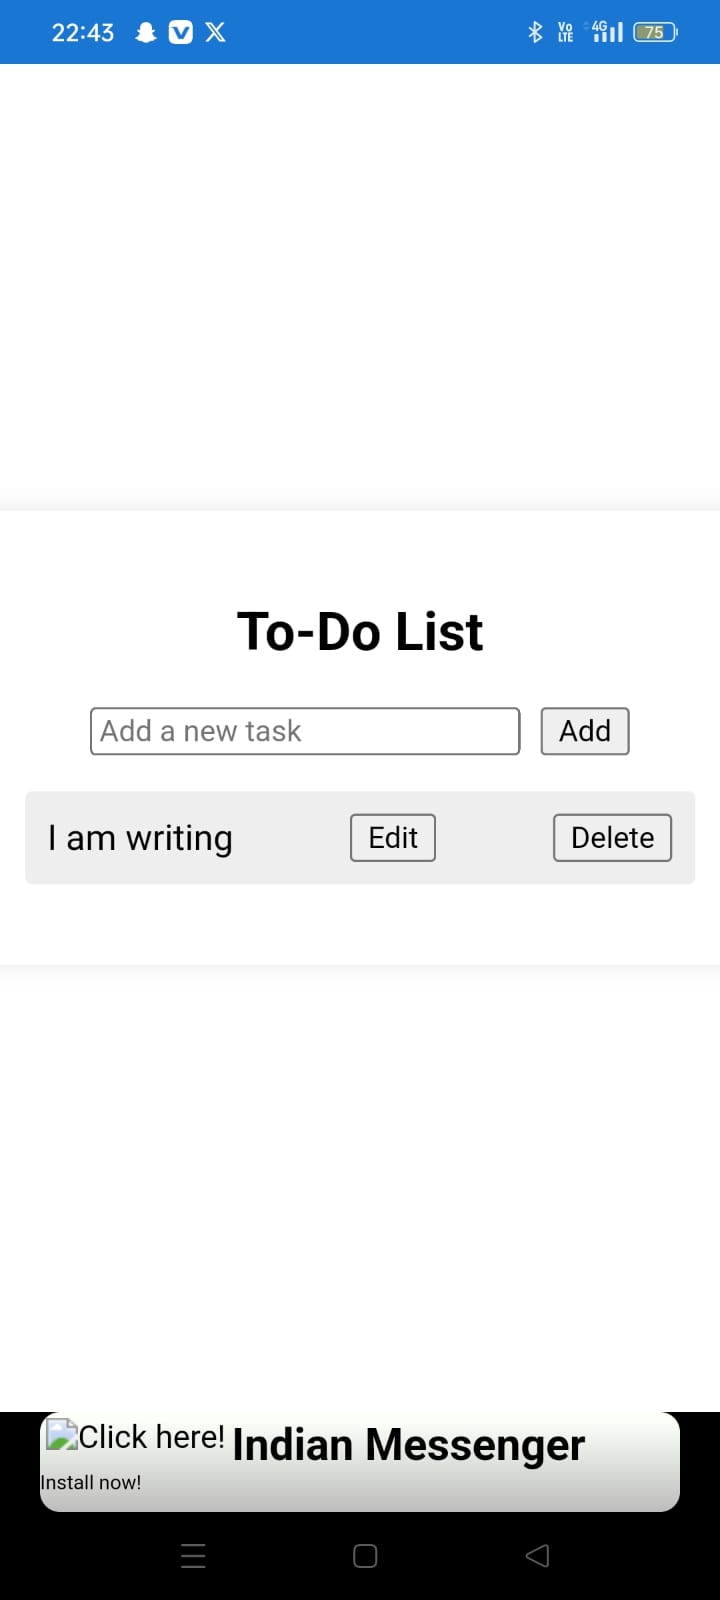 22:43 Vo LTE 4G 75
To-Do List
Add a new task Add
I am writing Edit Delete
Click here! Indian Messenger
Install now!